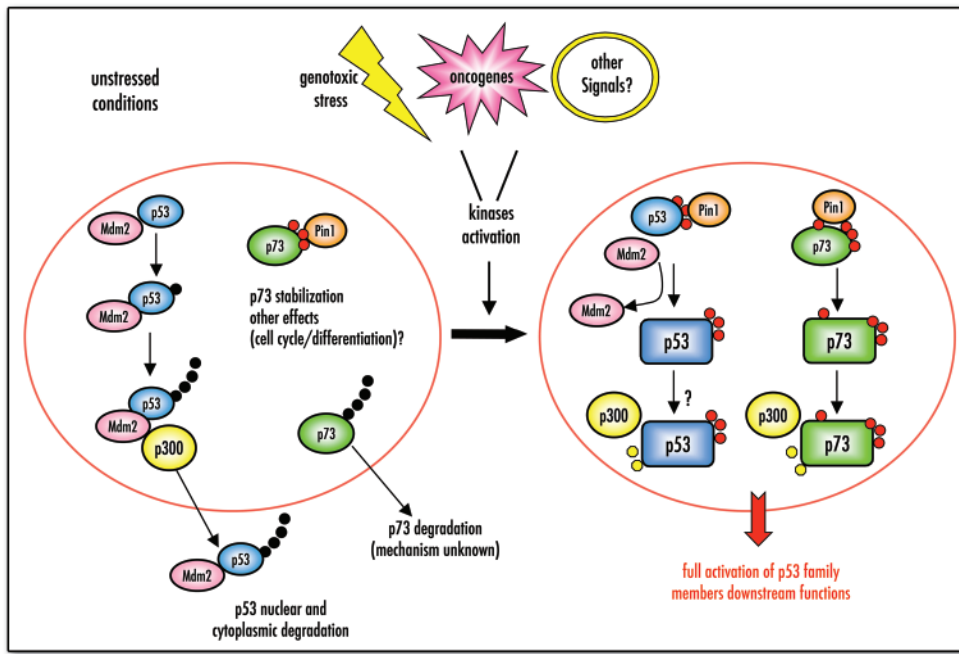 unstressed
conditions
genotoxic
stress
oncogenes
other
Signals?
kinases
activation
p53
Mdm2
p53
Mdm2
p53
Mdm2
p300
p53
Mdm2
p53 nuclear and
cytoplasmic degradation
Pin1
p73
p73 stabilization
other effects
(cell cycle/differentiation)?
p73
p73 degradation
(mechanism unknown)
p53
Pin1
Mdm2
Mdm2
p53
?
p300
p53
Pin1
p73
p73
p300
p73
full activation of p53 family
members downstream functions